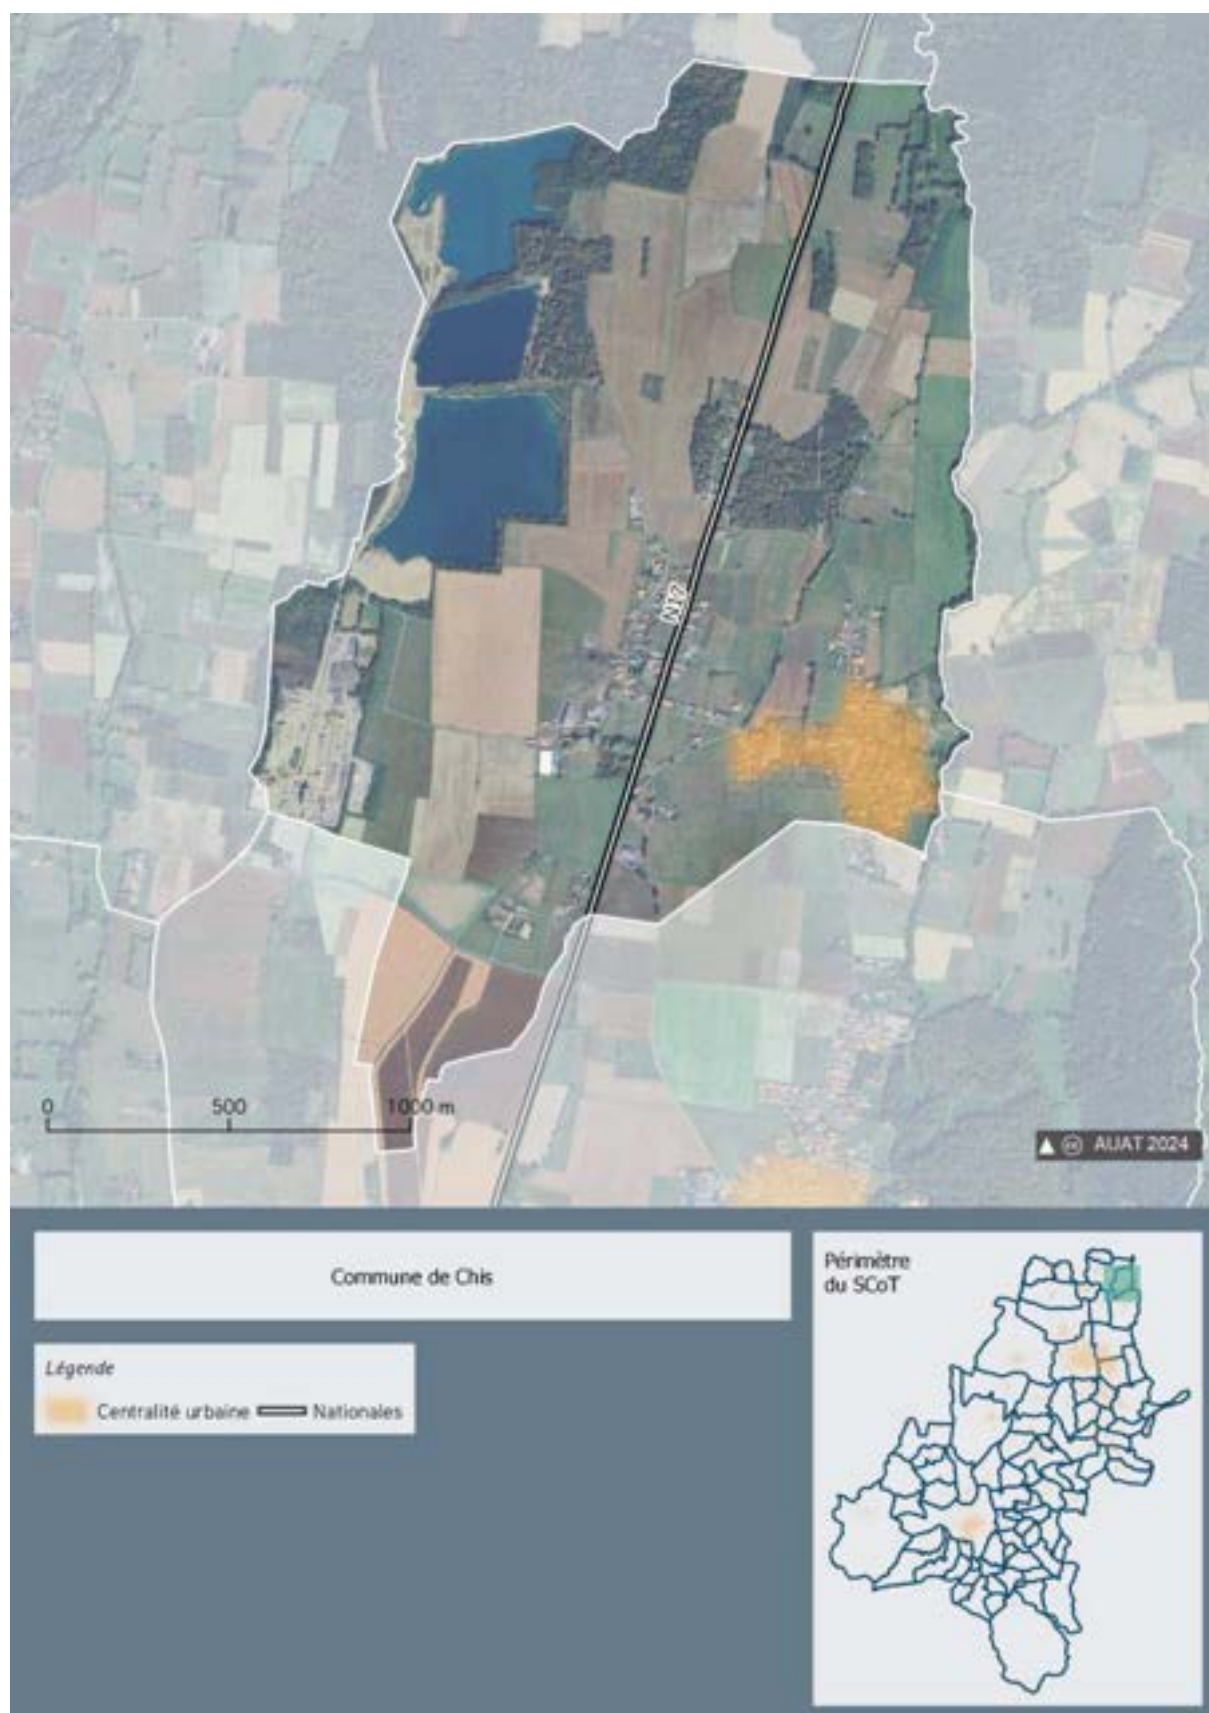 N17
0 500 1000 m
AUAT 2024
Commune de Chis
Légende
Centralité urbaine Nationales
Périmètre
du SCoT